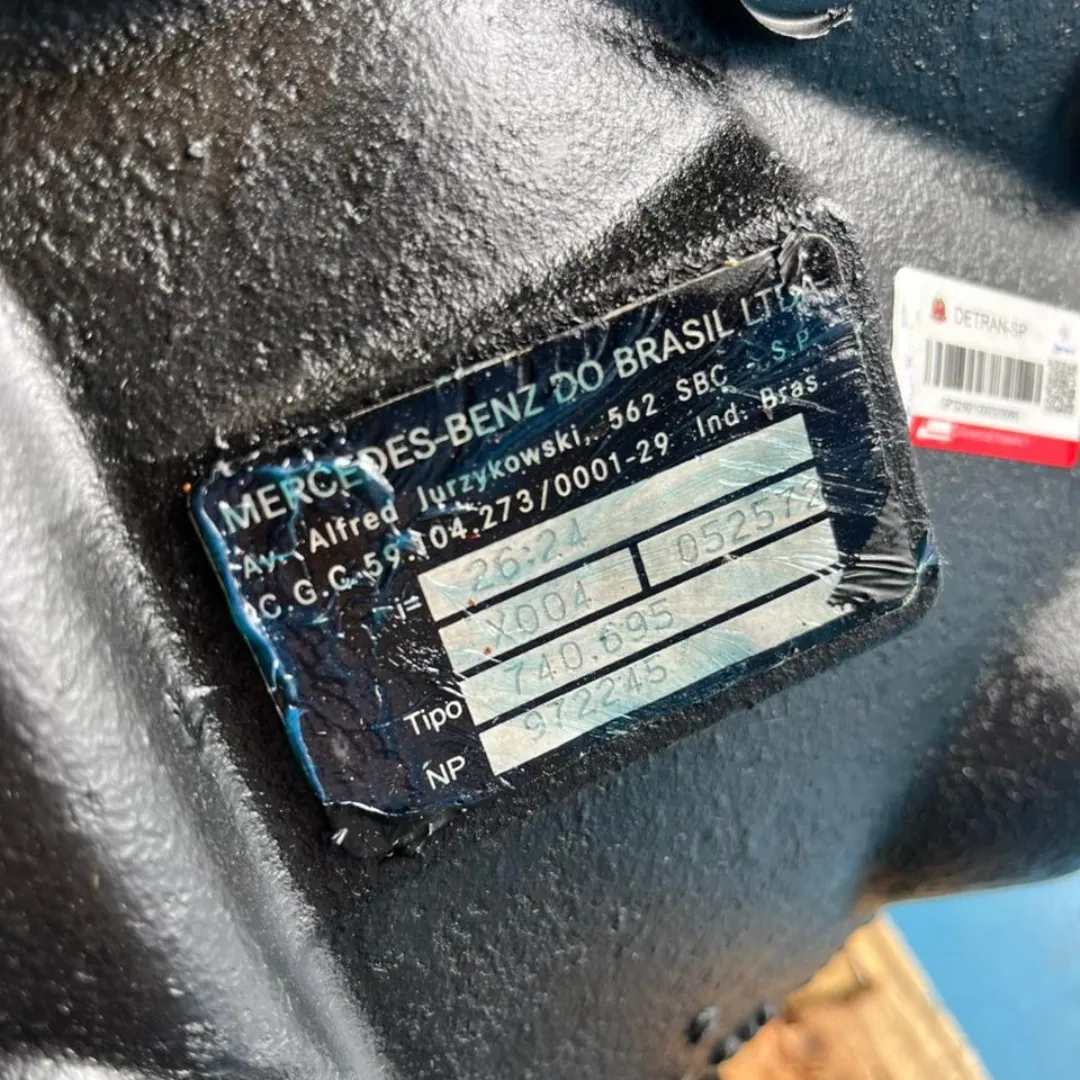 MERCEDES-BENZ DO BRASIL LTDA
Av. Alfred Jurzykowski, 562 SBC - S.P.
C.G.C.59.104.273/0001-29 Ind. Bras.
i= 26:24
X004 052572
Tipo 740.695
NP 972245
DETRAN-SP